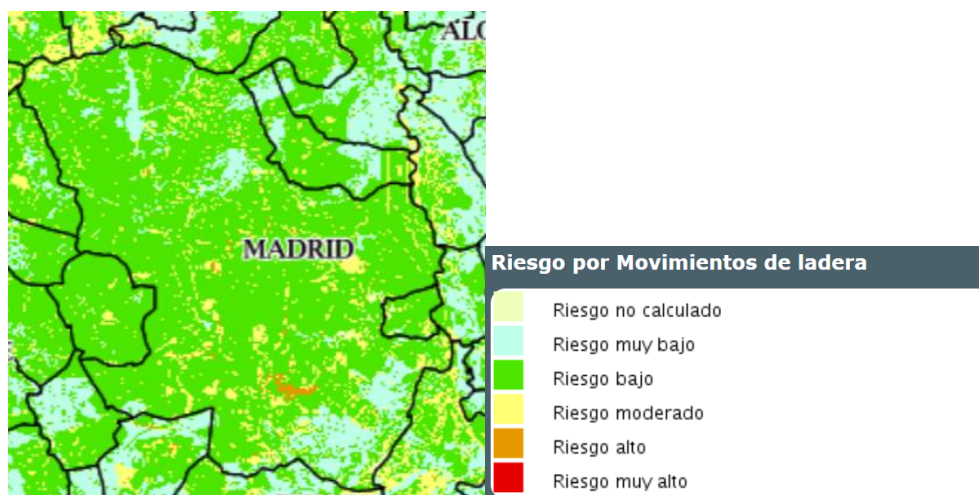 ALC
MADRID
Riesgo por Movimientos de ladera
Riesgo no calculado
Riesgo muy bajo
Riesgo bajo
Riesgo moderado
Riesgo alto
Riesgo muy alto